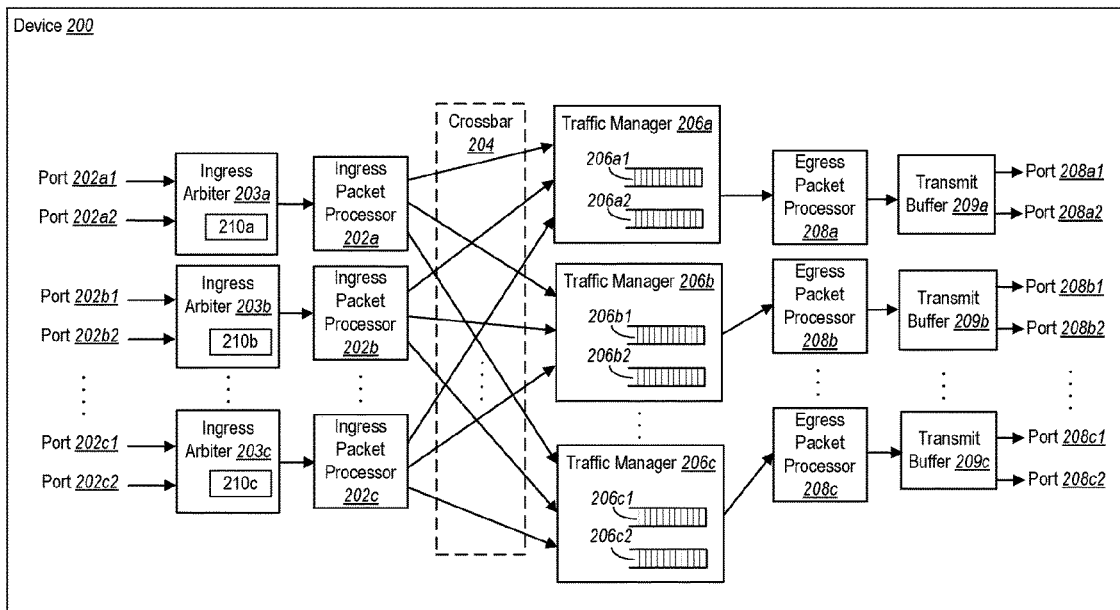 Device 200
Crossbar
204
Port 202a1
Port 202a2
Ingress
Arbiter 203a
210a
Ingress
Packet
Processor
202a
Traffic Manager 206a
206a1
206a2
Egress
Packet
Processor
208a
Transmit
Buffer 209a
Port 208a1
Port 208a2
Port 202b1
Port 202b2
Ingress
Arbiter 203b
210b
Ingress
Packet
Processor
202b
Traffic Manager 206b
206b1
206b2
Egress
Packet
Processor
208b
Transmit
Buffer 209b
Port 208b1
Port 208b2
Port 202c1
Port 202c2
Ingress
Arbiter 203c
210c
Ingress
Packet
Processor
202c
Traffic Manager 206c
206c1
206c2
Egress
Packet
Processor
208c
Transmit
Buffer 209c
Port 208c1
Port 208c2